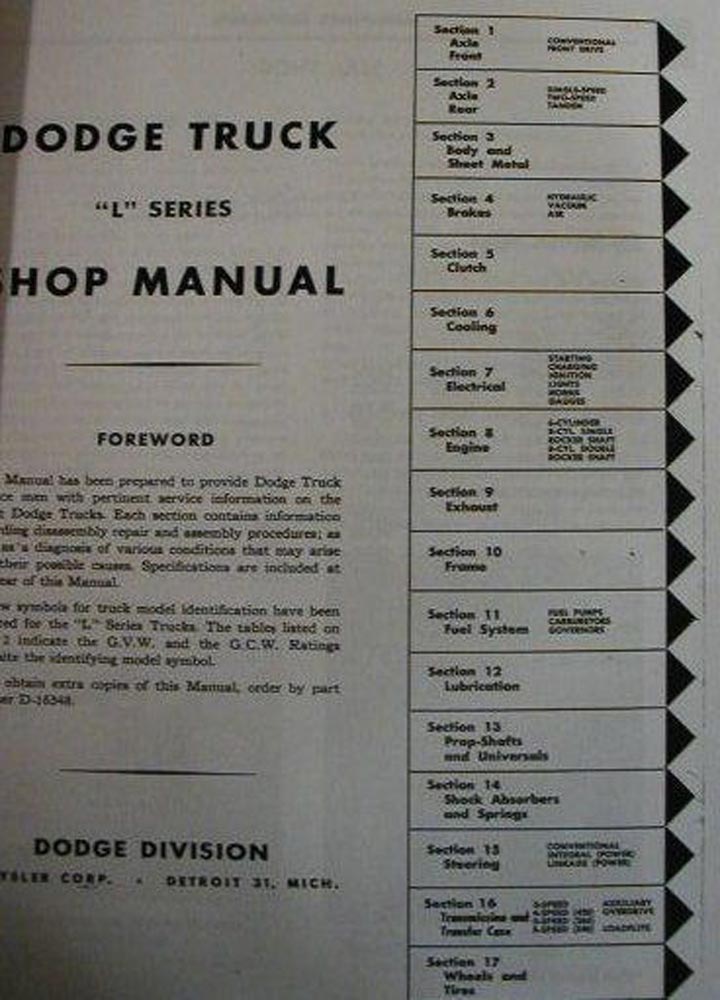 DODGE TRUCK
"L" SERIES
SHOP MANUAL
FOREWORD
Manual has been prepared to provide Dodge Truck
men with pertinent service information on the
Dodge Trucks. Each section contains information
disassembly repair and assembly procedures; as
as a diagnosis of various conditions that may arise
their possible causes. Specifications are included at
of this Manual.
symbols for truck model identification have been
for the "L" Series Trucks. The tables listed on
2 indicate the G.V.W. and the G.C.W. Ratings
the identifying model symbol.
obtain extra copies of this Manual, order by part
D-16348.
DODGE DIVISION
CORP. • DETROIT 31, MICH.
Section 1
Axle
Front
CONVENTIONAL
FRONT DRIVE
Section 2
Axle
Rear
SINGLE-SPEED
TWO-SPEED
TANDEM
Section 3
Body and
Sheet Metal
Section 4
Brakes
HYDRAULIC
VACUUM
AIR
Section 5
Clutch
Section 6
Cooling
Section 7
Electrical
STARTING
CHARGING
IGNITION
LIGHTS
HORNS
GAUGES
Section 8
Engine
6-CYLINDER
8-CYL. SINGLE
ROCKER SHAFT
8-CYL. DOUBLE
ROCKER SHAFT
Section 9
Exhaust
Section 10
Frame
Section 11
Fuel System
FUEL PUMPS
CARBURETORS
GOVERNORS
Section 12
Lubrication
Section 13
Prop-Shafts
and Universals
Section 14
Shock Absorbers
and Springs
Section 15
Steering
CONVENTIONAL
INTEGRAL (POWER)
LINKAGE (POWER)
Section 16
Transmission and
Transfer Case
3-SPEED
4-SPEED
5-SPEED
5-SPEED
AUXILIARY
OVERDRIVE
LOADFLITE
Section 17
Wheels and
Tires